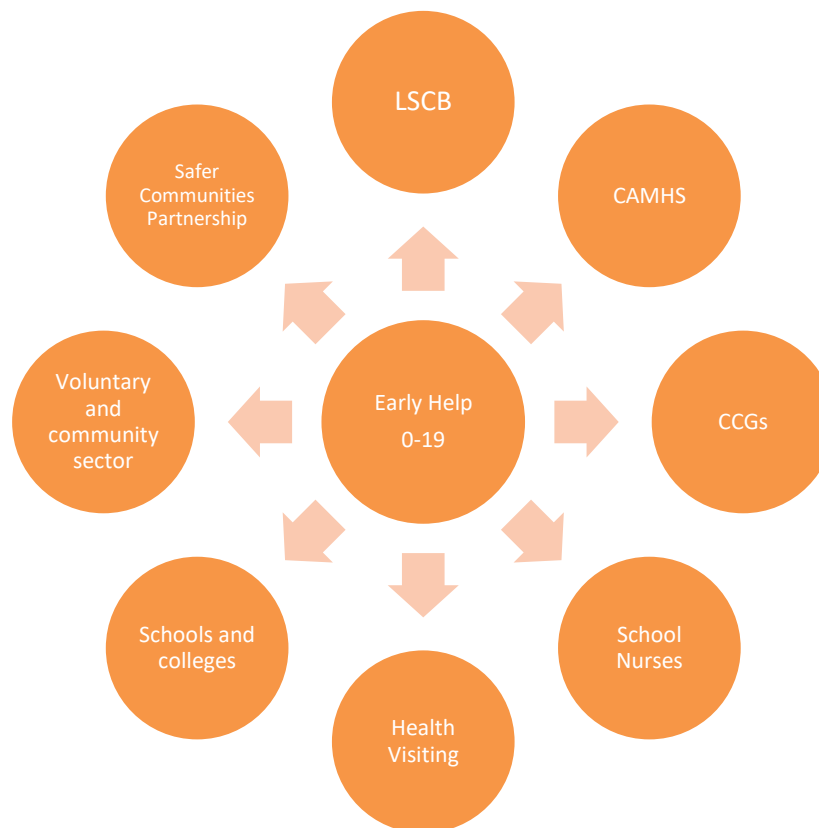 LSCB
Safer
Communities
Partnership
CAMHS
Voluntary
and
community
sector
Early Help
0-19
CCGs
Schools and
colleges
School
Nurses
Health
Visiting